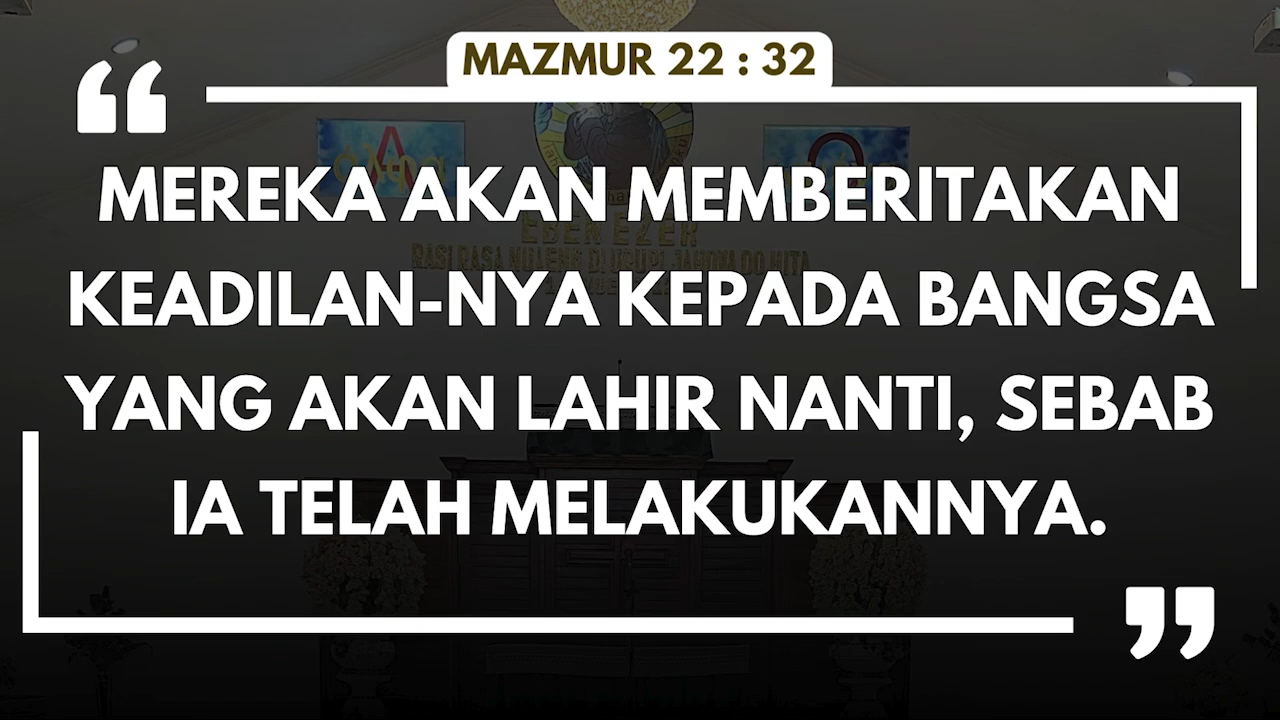 MAZMUR 22 : 32
MEREKA AKAN MEMBERITAKAN
KEADILAN-NYA KEPADA BANGSA
YANG AKAN LAHIR NANTI, SEBAB
IA TELAH MELAKUKANNYA.
EBEN EZER